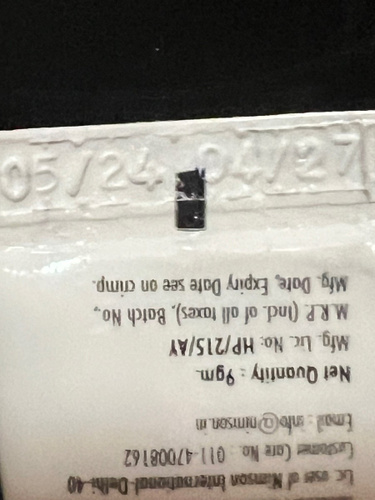 Lic. user of Nimson International- Delhi-40
Customer Care No : 011-47008162
Email : info@nimson.in
Net Quantity : 9gm.
Mfg. Lic. No: HP/215/AY
M.R.P. (Incl. of all taxes), Batch No.,
Mfg. Date, Expiry Date see on crimp.
05/24 04/27